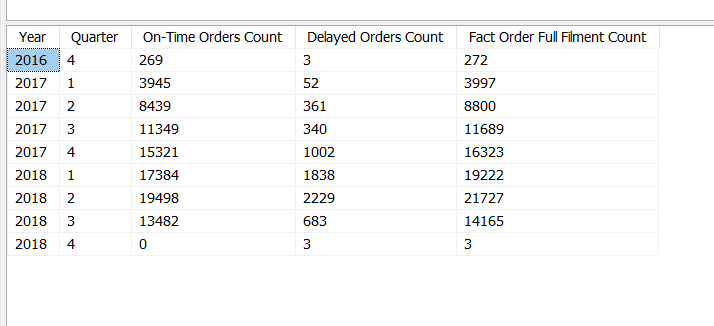 Year Quarter On-Time Orders Count Delayed Orders Count Fact Order Full Filment Count
2016 4 269 3 272
2017 1 3945 52 3997
2017 2 8439 361 8800
2017 3 11349 340 11689
2017 4 15321 1002 16323
2018 1 17384 1838 19222
2018 2 19498 2229 21727
2018 3 13482 683 14165
2018 4 0 3 3